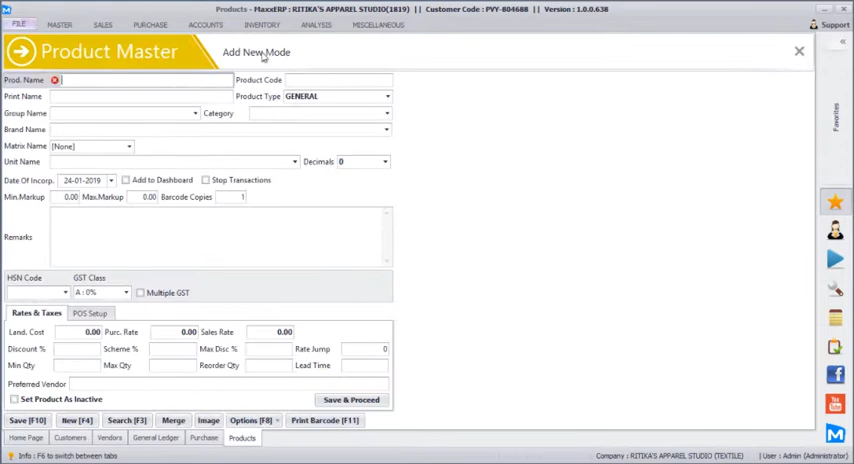 Products - MaxxERP : RITIKA'S APPAREL STUDIO(1819) || Customer Code : PVY-804688 || Version : 1.0.0.638
FILE MASTER SALES PURCHASE ACCOUNTS INVENTORY ANALYSIS MISCELLANEOUS Support
Product Master Add New Mode
Prod. Name Product Code
Print Name Product Type GENERAL
Group Name Category
Brand Name
Matrix Name [None]
Unit Name Decimals 0
Date Of Incorp. 24-01-2019 Add to Dashboard Stop Transactions
Min.Markup 0.00 Max.Markup 0.00 Barcode Copies 1
Remarks
HSN Code GST Class
A : 0% Multiple GST
Rates & Taxes POS Setup
Land. Cost 0.00 Purc. Rate 0.00 Sales Rate 0.00
Discount % Scheme % Max Disc % Rate Jump 0
Min Qty Max Qty Reorder Qty Lead Time
Preferred Vendor
Set Product As Inactive Save & Proceed
Save [F10] New [F4] Search [F3] Merge Image Options [F8] Print Barcode [F11]
Home Page Customers Vendors General Ledger Purchase Products
Info : F6 to switch between tabs Company : RITIKA'S APPAREL STUDIO (TEXTILE) User : Admin (Administrator)
Favorites
You Tube